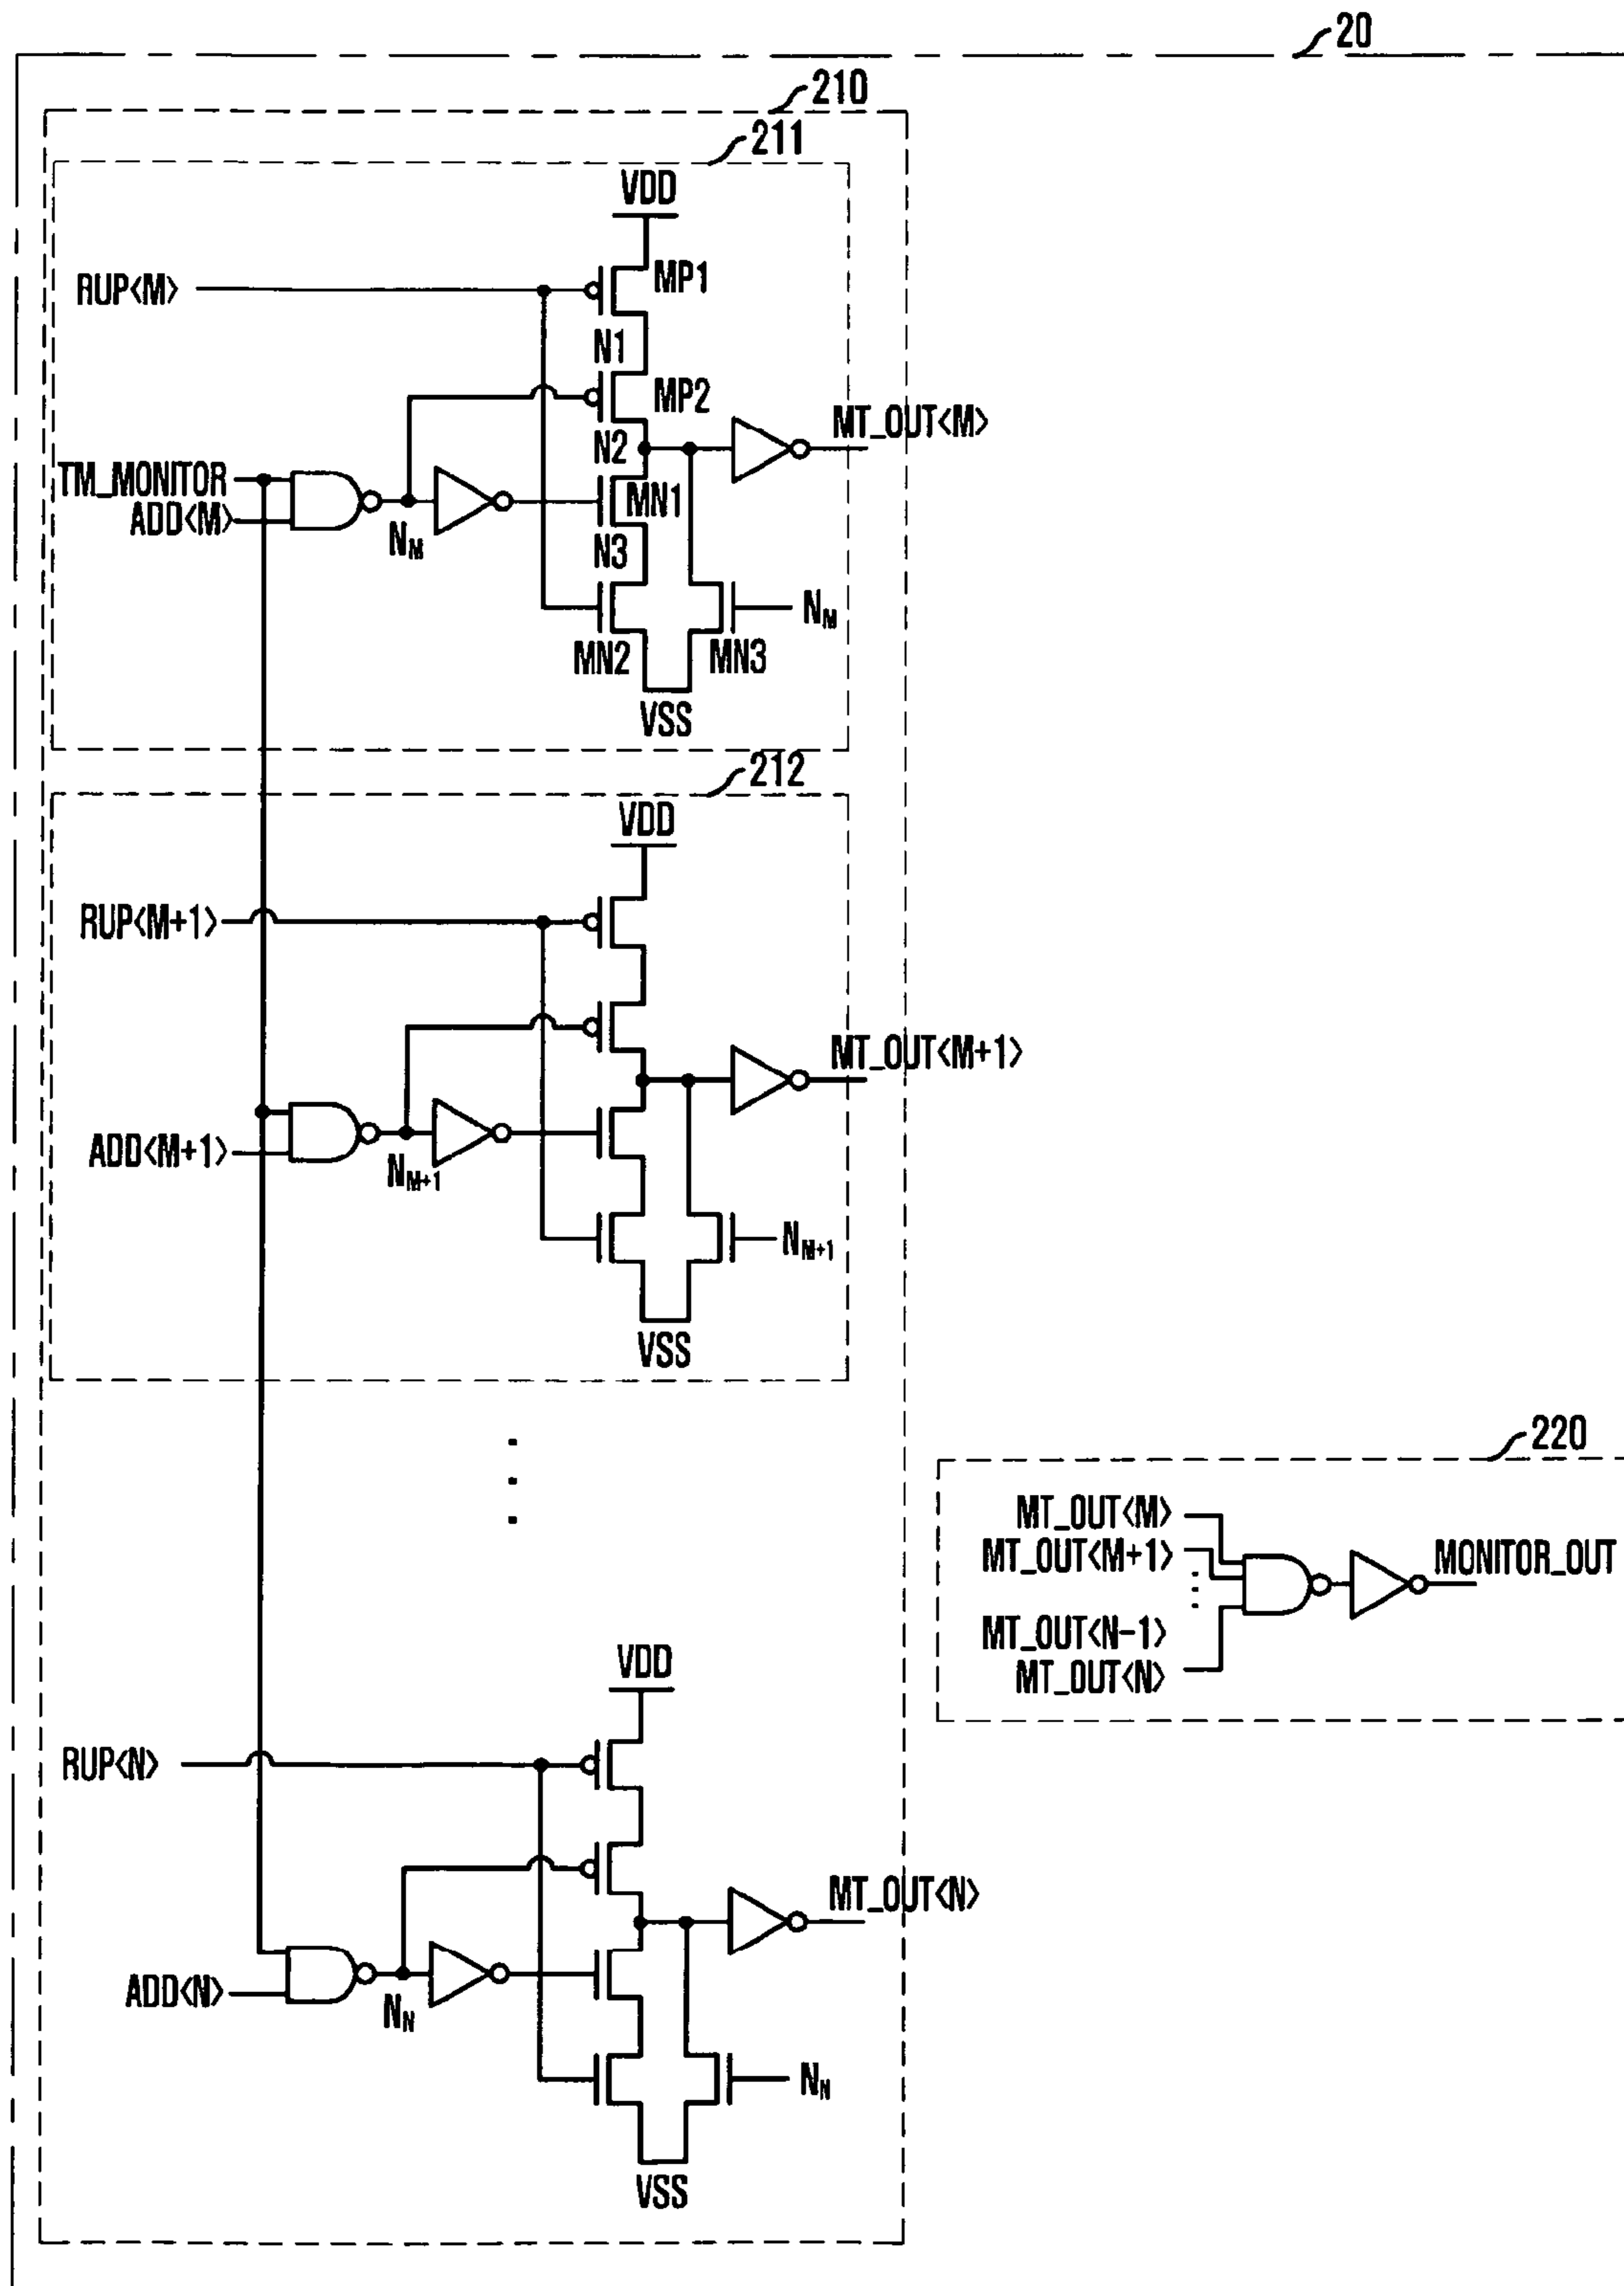 20
210
211
VDD
RUP<M>
MP1
N1
MP2
MT_OUT<M>
N2
TM_MONITOR
MN1
ADD<M>
NM
N3
NM
MN2
MN3
VSS
212
VDD
RUP<M+1>
MT_OUT<M+1>
ADD<M+1>
NM+1
NM+1
VSS
220
MT_OUT<M>
MT_OUT<M+1>
MONITOR_OUT
MT_OUT<N-1>
MT_OUT<N>
VDD
RUP<N>
MT_OUT<N>
ADD<N>
NN
NN
VSS